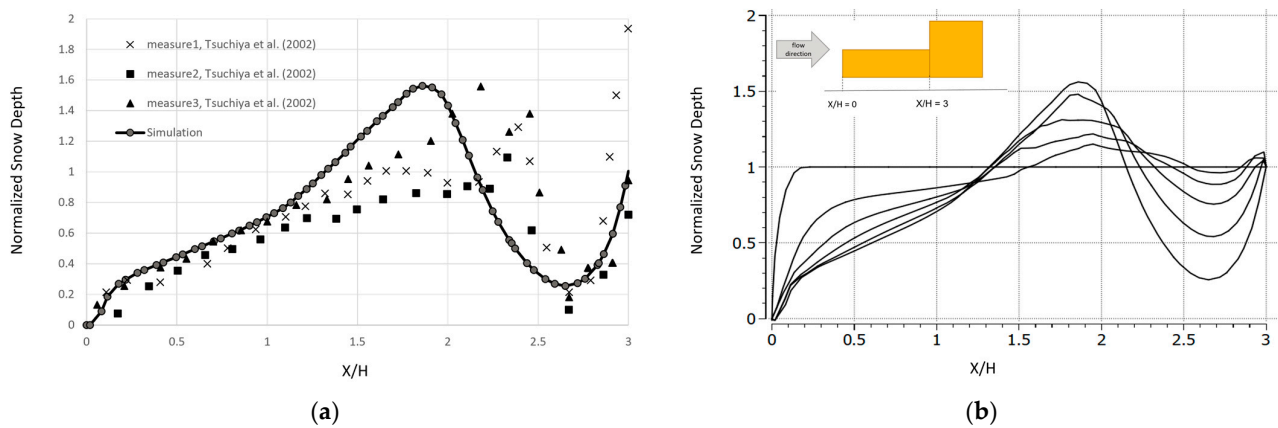 2
1.8
1.6
1.4
1.2
1
0.8
0.6
0.4
0.2
0
Normalized Snow Depth
measure1, Tsuchiya et al. (2002)
measure2, Tsuchiya et al. (2002)
measure3, Tsuchiya et al. (2002)
Simulation
0 0.5 1 1.5 2 2.5 3
X/H
(a)
2
1.5
1
0.5
0
Normalized Snow Depth
flow
direction
X/H = 0 X/H = 3
0 0.5 1 1.5 2 2.5 3
X/H
(b)